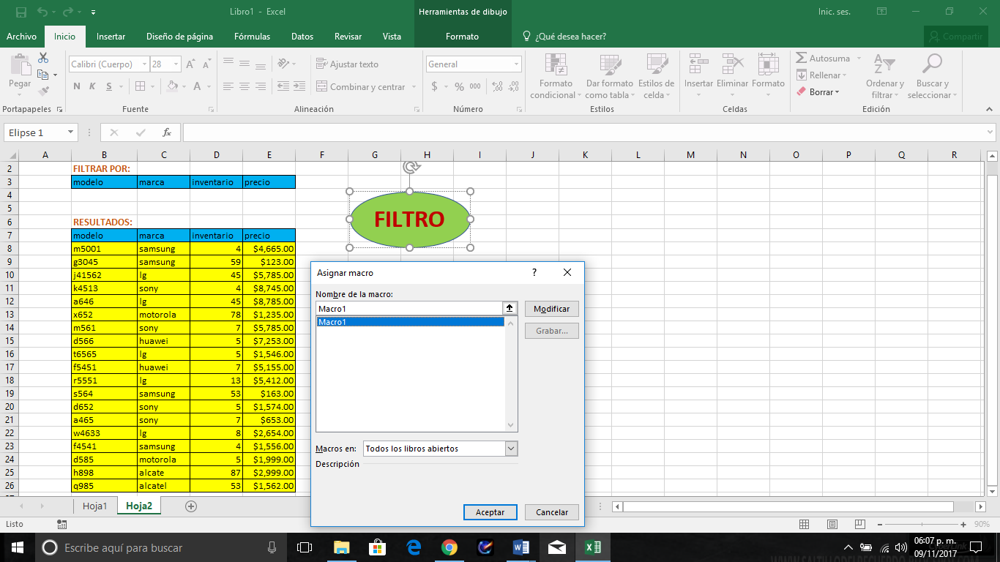 Libro1 - Excel
Herramientas de dibujo
Inic. ses.
Archivo Inicio Insertar Diseño de página Fórmulas Datos Revisar Vista Formato ¿Qué desea hacer? Compartir
Pegar
Calibri (Cuerpo) 28
N K S
Ajustar texto
Combinar y centrar
General
$ % 000
Formato condicional
Dar formato como tabla
Estilos de celda
Insertar Eliminar Formato
Autosuma
Rellenar
Borrar
Ordenar y filtrar
Buscar y seleccionar
Portapapeles Fuente Alineación Número Estilos Celdas Edición
Elipse 1 fx
A B C D E F G H I J K L M N O P Q R
2 FILTRAR POR:
3 modelo marca inventario precio
4
5
6 RESULTADOS:
7 modelo marca inventario precio
8 m5001 samsung 4 $4,665.00
9 g3045 samsung 59 $123.00
10 j41562 lg 45 $5,785.00
11 k4513 sony 4 $8,745.00
12 a646 lg 45 $8,785.00
13 x652 motorola 78 $1,235.00
14 m561 sony 7 $5,785.00
15 d566 huawei 5 $7,253.00
16 t6565 lg 5 $1,546.00
17 f5451 huawei 7 $5,155.00
18 r5551 lg 13 $5,412.00
19 s564 samsung 53 $163.00
20 d652 sony 5 $1,574.00
21 a465 sony 7 $653.00
22 w4633 lg 8 $2,654.00
23 f4541 samsung 4 $1,556.00
24 d585 motorola 5 $1,999.00
25 h898 alcate 87 $2,999.00
26 q985 alcatel 53 $1,562.00
FILTRO
Asignar macro ?
Nombre de la macro:
Macro1
Macro1
Modificar
Grabar...
Macros en: Todos los libros abiertos
Descripción
Aceptar Cancelar
Hoja1 Hoja2
Listo 90%
Escribe aquí para buscar
06:07 p. m.
09/11/2017